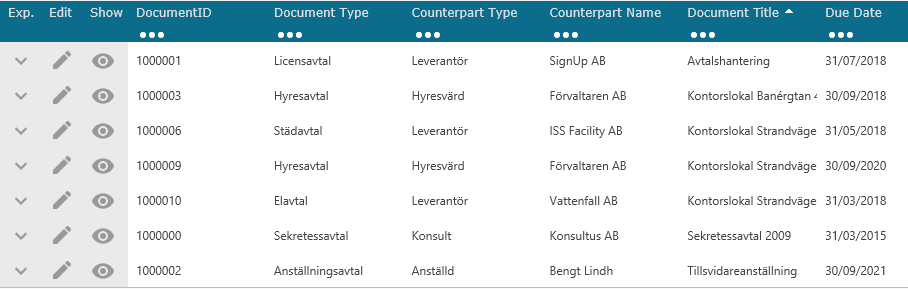 Exp. Edit Show DocumentID Document Type Counterpart Type Counterpart Name Document Title Due Date
1000001 Licensavtal Leverantör SignUp AB Avtalshantering 31/07/2018
1000003 Hyresavtal Hyresvärd Förvaltaren AB Kontorslokal Banérgtan 4 30/09/2018
1000006 Städavtal Leverantör ISS Facility AB Kontorslokal Strandväge 31/05/2018
1000009 Hyresavtal Hyresvärd Förvaltaren AB Kontorslokal Strandväge 30/09/2020
1000010 Elavtal Leverantör Vattenfall AB Kontorslokal Strandväge 31/03/2018
1000000 Sekretessavtal Konsult Konsultus AB Sekretessavtal 2009 31/03/2015
1000002 Anställningsavtal Anställd Bengt Lindh Tillsvidareanställning 30/09/2021